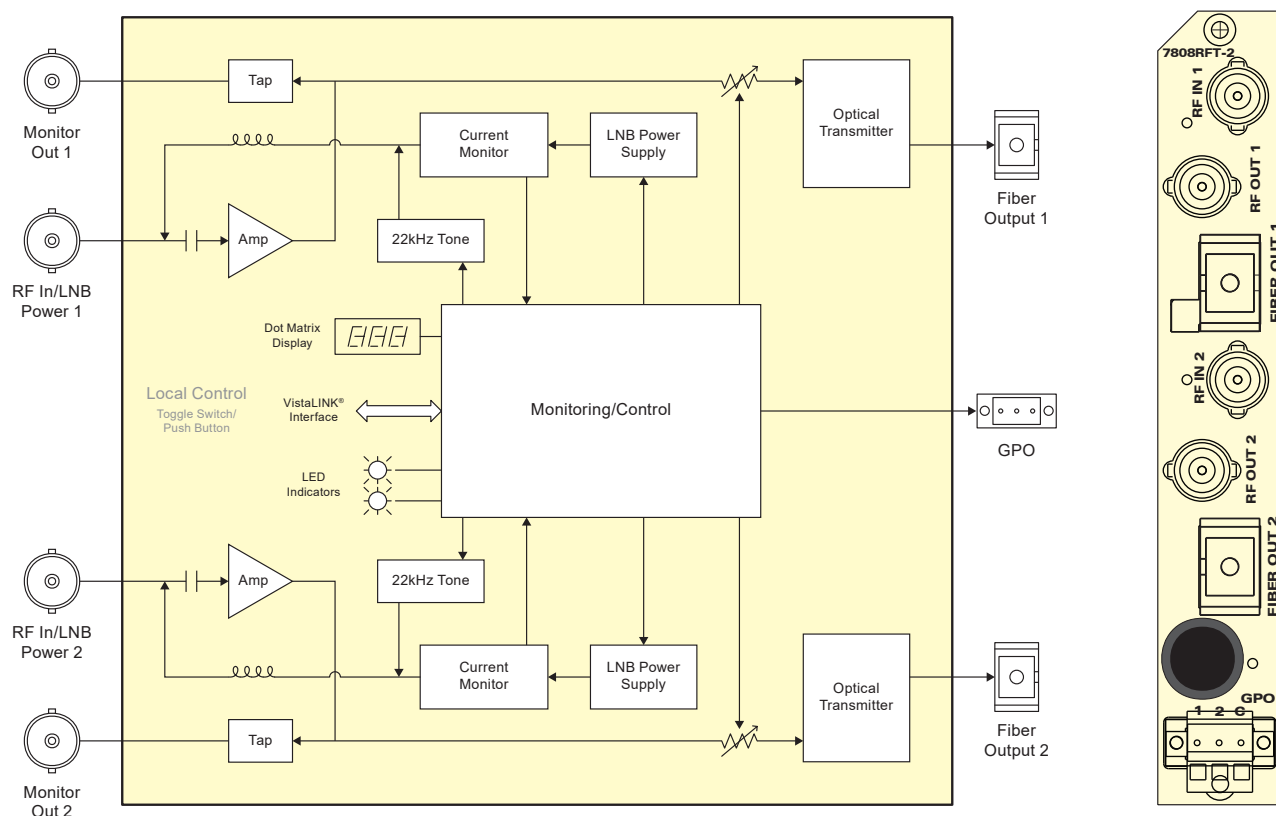 Monitor
Out 1
Tap
Current
Monitor
LNB Power
Supply
Optical
Transmitter
Fiber
Output 1
RF In/LNB
Power 1
Amp
22kHz Tone
Dot Matrix
Display
Local Control
Toggle Switch/
Push Button
VistaLINK®
Interface
Monitoring/Control
GPO
LED
Indicators
RF In/LNB
Power 2
Amp
22kHz Tone
Current
Monitor
LNB Power
Supply
Optical
Transmitter
Fiber
Output 2
Tap
Monitor
Out 2
7808RFT-2
RF IN 1
RF OUT 1
FIBER OUT 1
RF IN 2
RF OUT 2
FIBER OUT 2
GPO
1 2 C